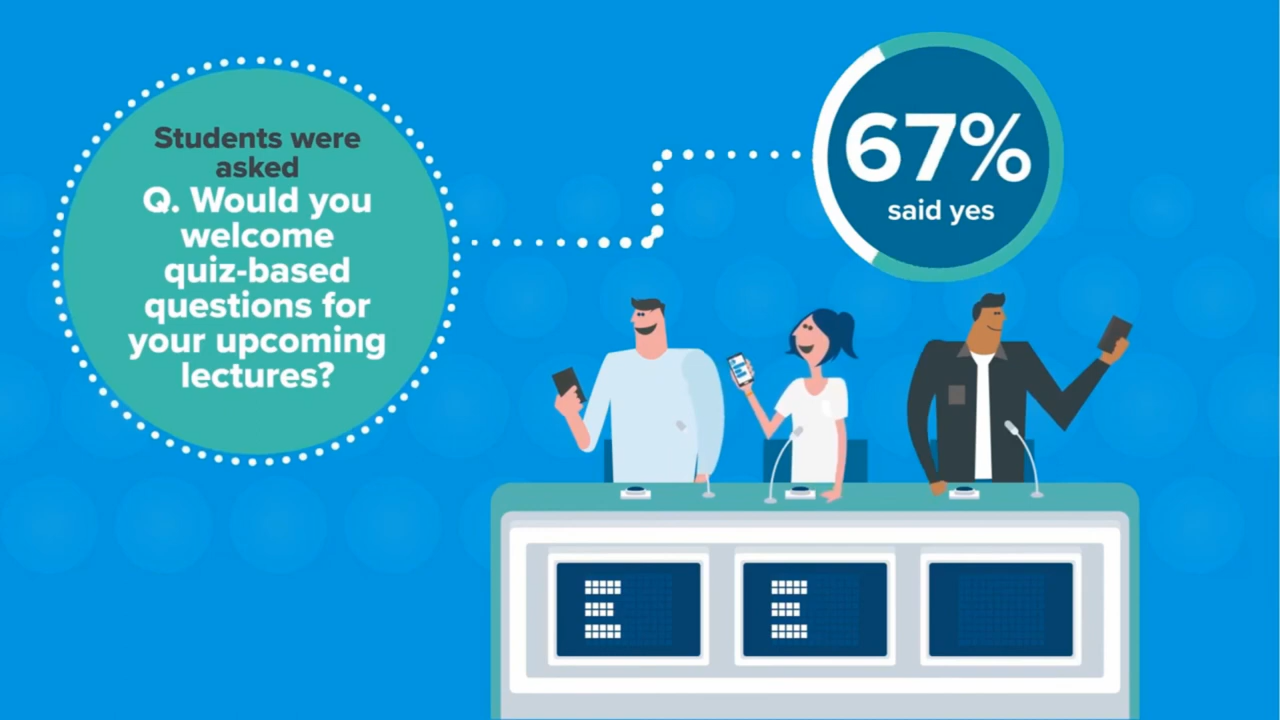 Students were
asked
Q. Would you
welcome
quiz-based
questions for
your upcoming
lectures?
67%
said yes